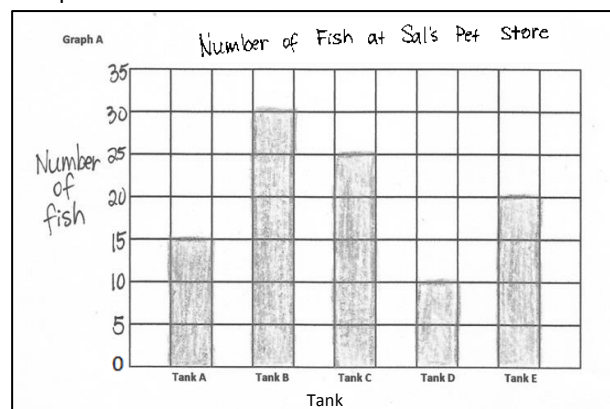 Graph A
Number of Fish at Sal's Pet Store
35
30
25
20
15
10
5
0
Number
of
fish
Tank A
Tank B
Tank C
Tank D
Tank E
Tank